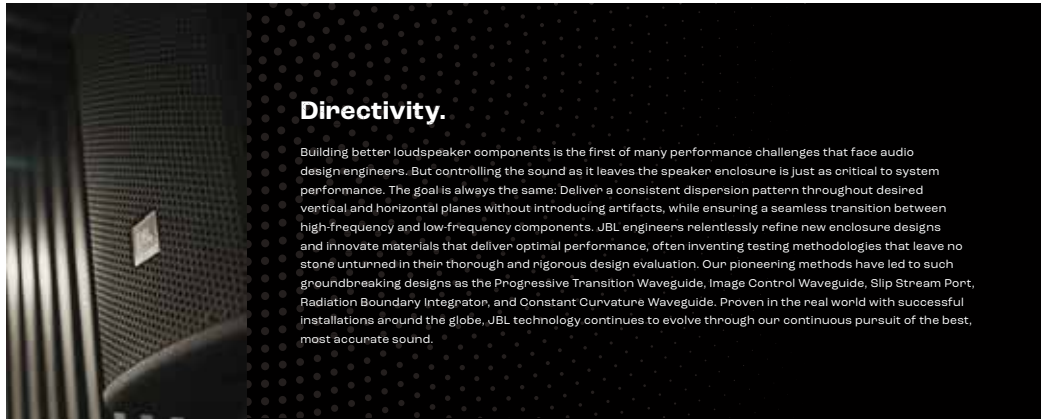 Directivity.
Building better loudspeaker components is the first of many performance challenges that face audio
design engineers. But controlling the sound as it leaves the speaker enclosure is just as critical to system
performance. The goal is always the same: Deliver a consistent dispersion pattern throughout desired
vertical and horizontal planes without introducing artifacts, while ensuring a seamless transition between
high-frequency and low-frequency components. JBL engineers relentlessly refine new enclosure designs
and innovate materials that deliver optimal performance, often inventing testing methodologies that leave no
stone unturned in their thorough and rigorous design evaluation. Our pioneering methods have led to such
groundbreaking designs as the Progressive Transition Waveguide, Image Control Waveguide, Slip Stream Port,
Radiation Boundary Integrator, and Constant Curvature Waveguide. Proven in the real world with successful
installations around the globe, JBL technology continues to evolve through our continuous pursuit of the best,
most accurate sound.